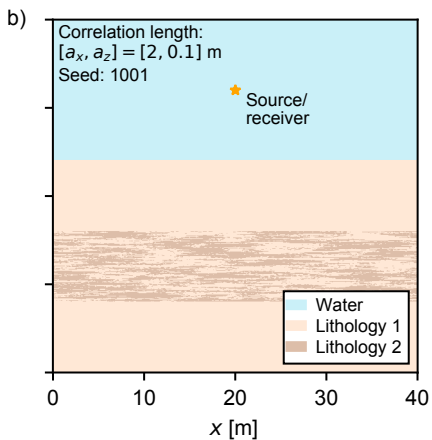 b)
Correlation length:
[aₓ, a_z] = [2, 0.1] m
Seed: 1001
Source/
receiver
Water
Lithology 1
Lithology 2
0 10 20 30 40
x [m]